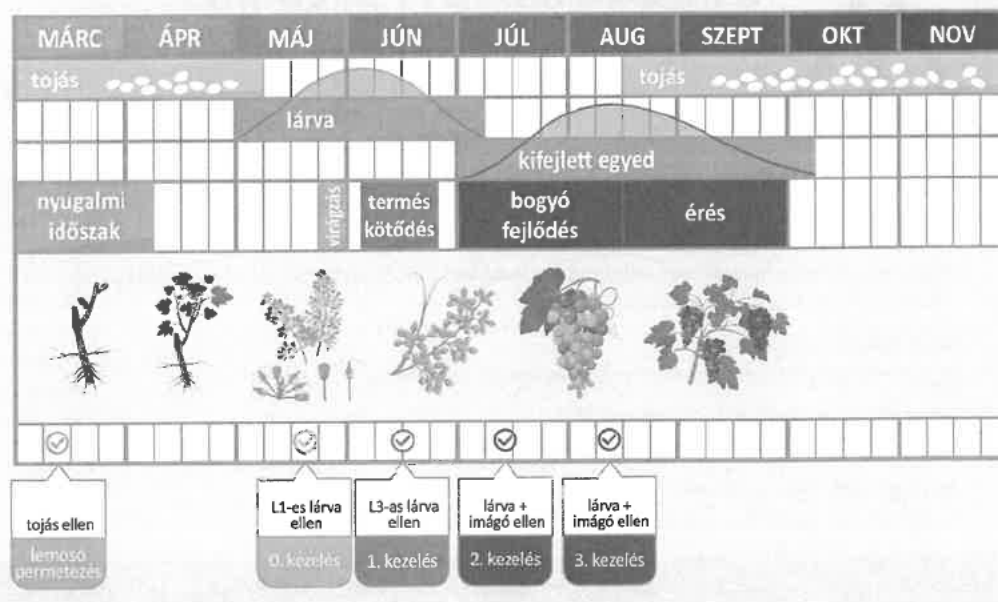 MÁRC ÁPR MÁJ JÚN JÚL AUG SZEPT OKT NOV
tojás tojás
lárva
kifejlett egyed
nyugalmi
időszak
virágzás
termés
kötődés
bogyó
fejlődés
érés
tojás ellen
lemosó
permetezés
L1-es lárva
ellen
0. kezelés
L3-as lárva
ellen
1. kezelés
lárva +
imágó ellen
2. kezelés
lárva +
imágó ellen
3. kezelés